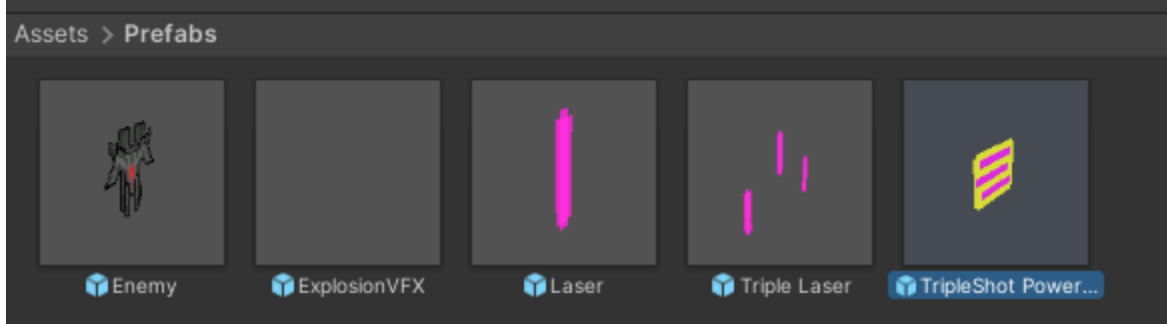 Assets > Prefabs
Enemy
ExplosionVFX
Laser
Triple Laser
TripleShot Power...